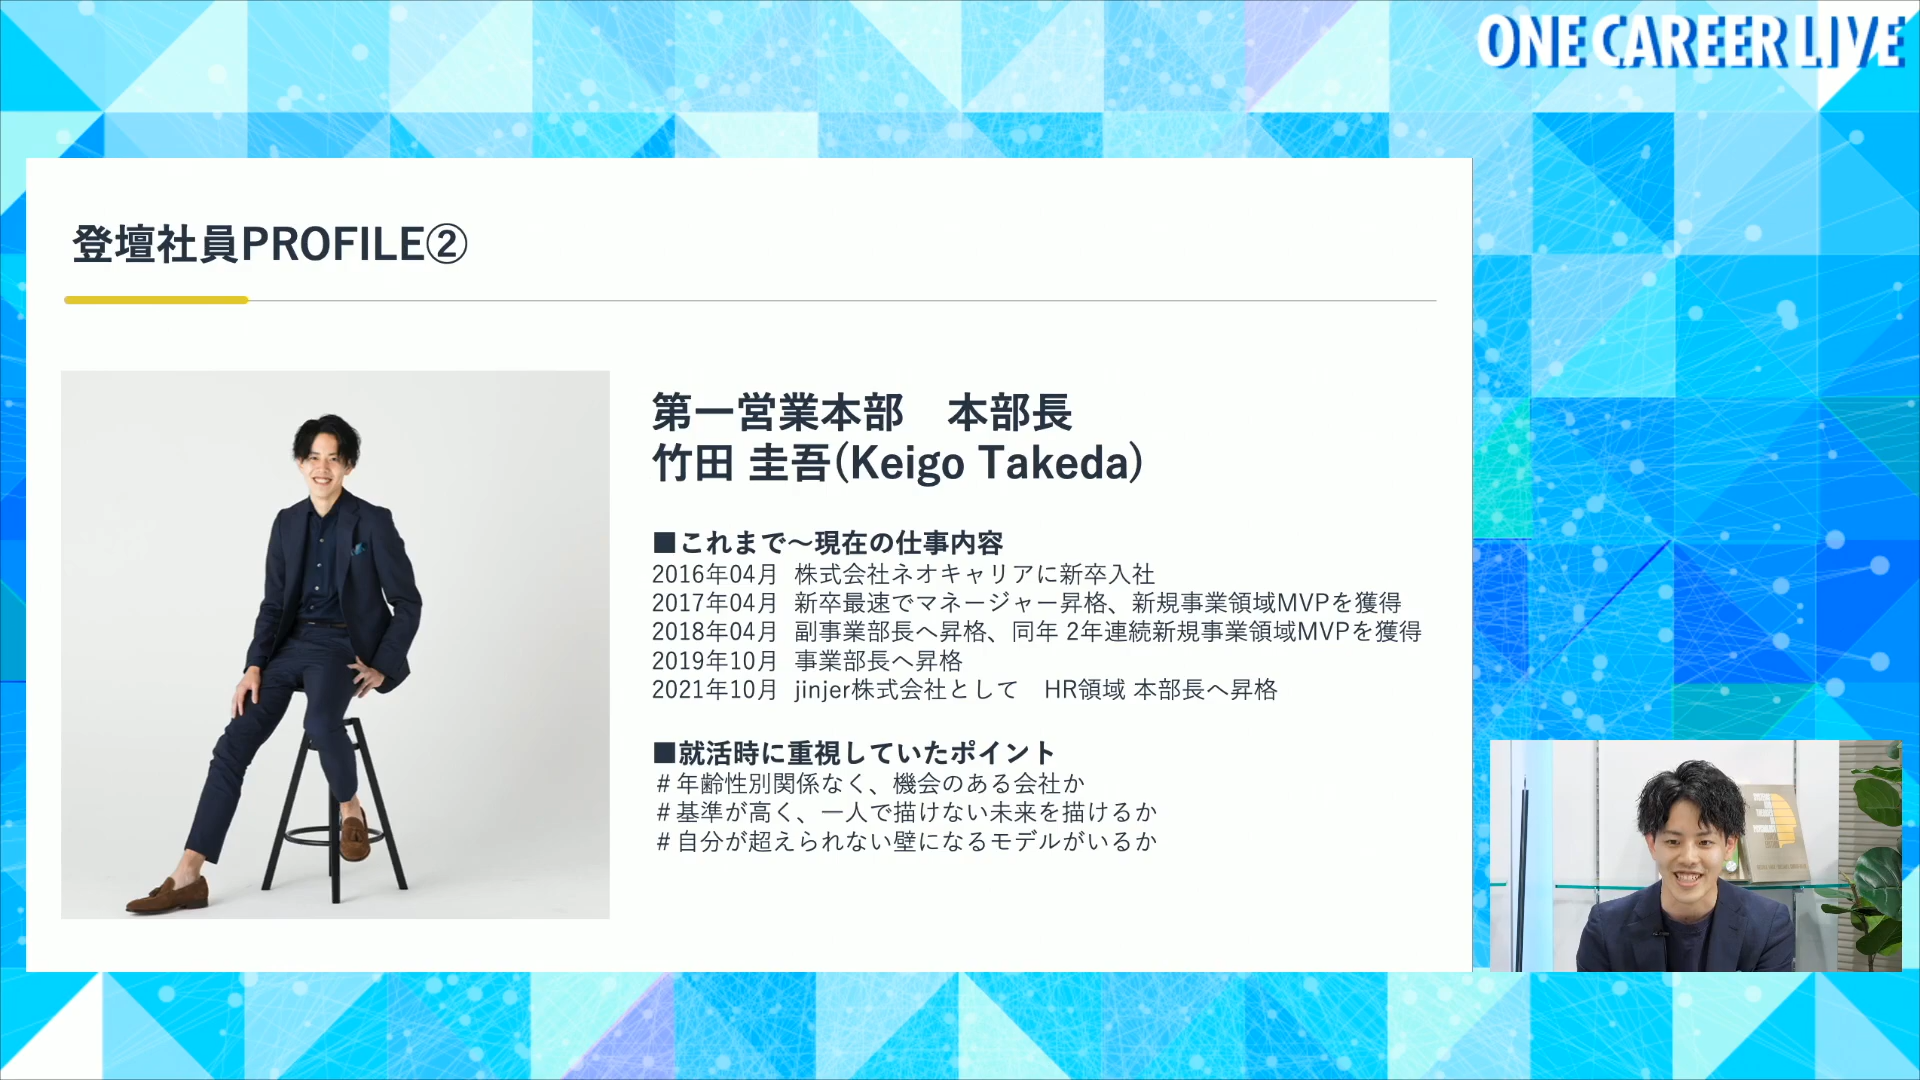 ONE CAREER LIVE
登壇社員PROFILE②
第一営業本部　本部長
竹田 圭吾(Keigo Takeda)
■これまで～現在の仕事内容
2016年04月 株式会社ネオキャリアに新卒入社
2017年04月 新卒最速でマネージャー昇格、新規事業領域MVPを獲得
2018年04月 副事業部長へ昇格、同年 2年連続新規事業領域MVPを獲得
2019年10月 事業部長へ昇格
2021年10月 jinjer株式会社として　HR領域 本部長へ昇格
■就活時に重視していたポイント
＃年齢性別関係なく、機会のある会社か
＃基準が高く、一人で描けない未来を描けるか
＃自分が超えられない壁になるモデルがいるか